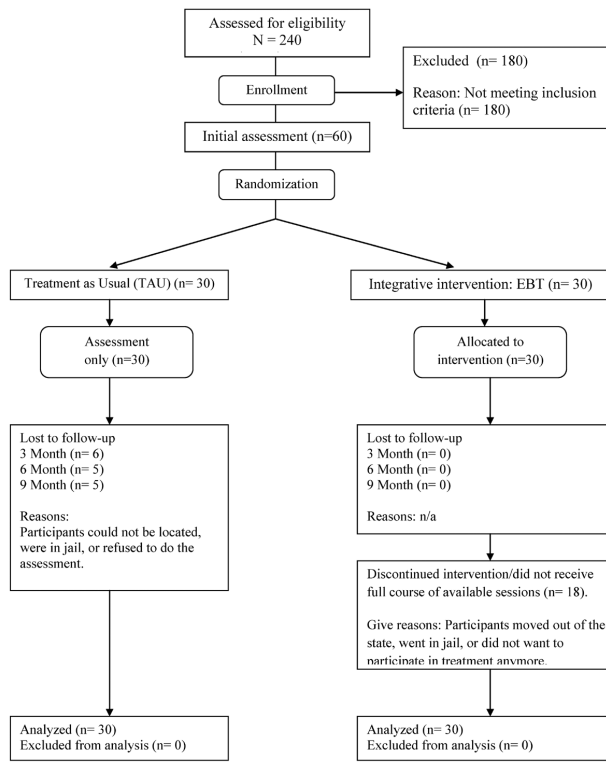 Assessed for eligibility
N = 240
Excluded (n= 180)
Reason: Not meeting inclusion
criteria (n= 180)
Enrollment
Initial assessment (n=60)
Randomization
Treatment as Usual (TAU) (n= 30)
Integrative intervention: EBT (n= 30)
Assessment
only (n=30)
Allocated to
intervention (n=30)
Lost to follow-up
3 Month (n= 6)
6 Month (n= 5)
9 Month (n= 5)
Reasons:
Participants could not be located,
were in jail, or refused to do the
assessment.
Lost to follow-up
3 Month (n= 0)
6 Month (n= 0)
9 Month (n= 0)
Reasons: n/a
Discontinued intervention/did not receive
full course of available sessions (n= 18).
Give reasons: Participants moved out of the
state, went in jail, or did not want to
participate in treatment anymore.
Analyzed (n= 30)
Excluded from analysis (n= 0)
Analyzed (n= 30)
Excluded from analysis (n= 0)